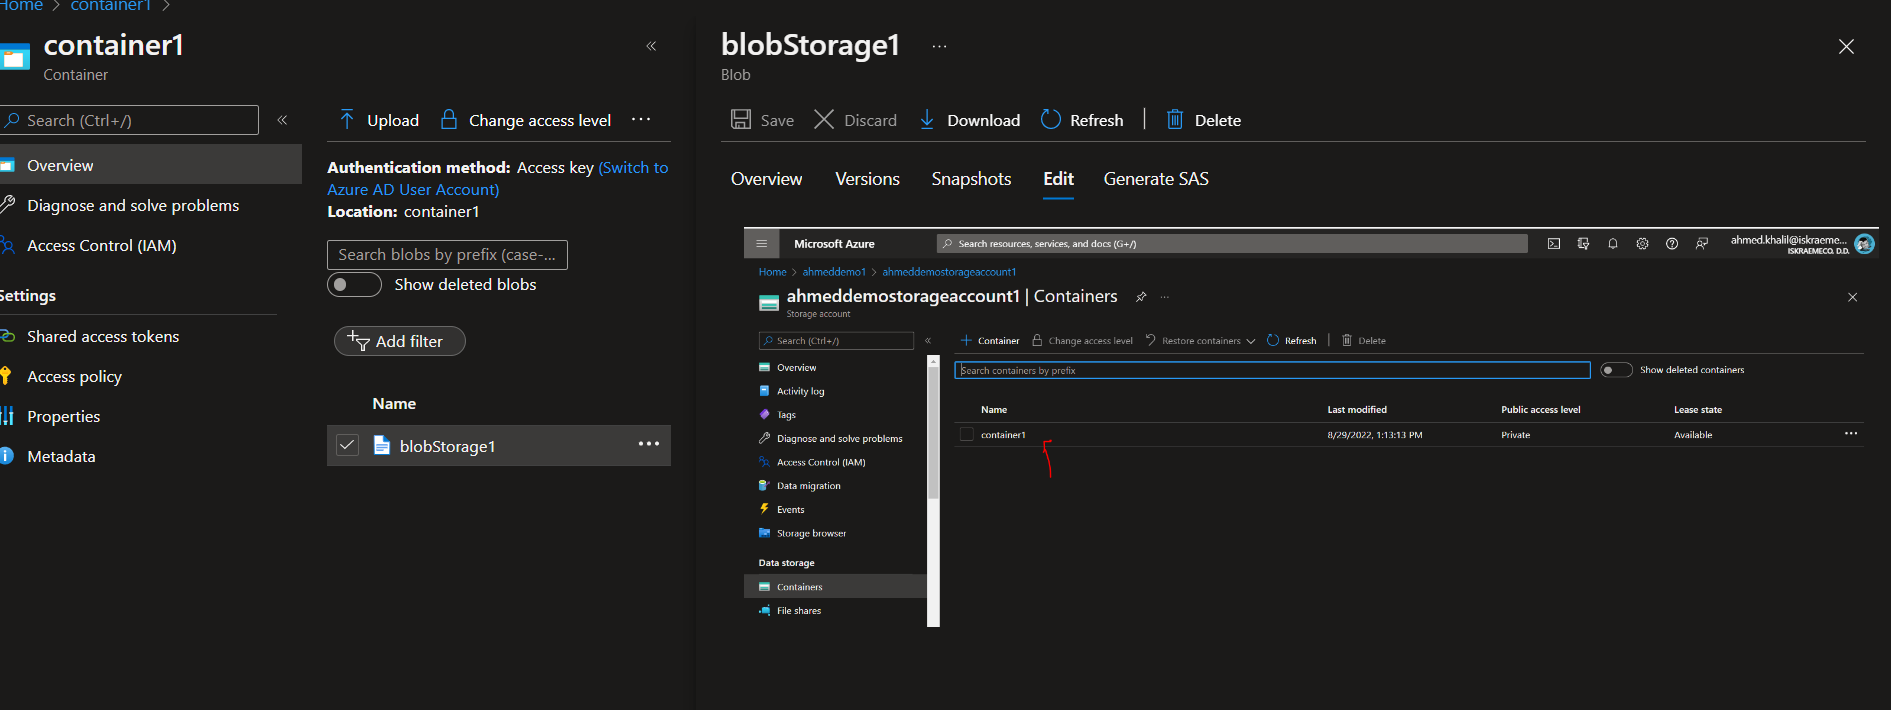 Home > container1 >
container1
Container
Search (Ctrl+/)
Overview
Diagnose and solve problems
Access Control (IAM)
Settings
Shared access tokens
Access policy
Properties
Metadata
Upload
Change access level
Authentication method: Access key (Switch to
Azure AD User Account)
Location: container1
Search blobs by prefix (case-...
Show deleted blobs
Add filter
Name
blobStorage1
blobStorage1
Blob
Save
Discard
Download
Refresh
Delete
Overview
Versions
Snapshots
Edit
Generate SAS
Microsoft Azure
Search resources, services, and docs (G+/)
ahmed.khalil@iskraeme...
ISKRAEMECO, D.D.
Home > ahmeddemo1 > ahmeddemostorageaccount1
ahmeddemostorageaccount1 | Containers
Storage account
Search (Ctrl+/)
Overview
Activity log
Tags
Diagnose and solve problems
Access Control (IAM)
Data migration
Events
Storage browser
Data storage
Containers
File shares
Container
Change access level
Restore containers
Refresh
Delete
Search containers by prefix
Show deleted containers
Name Last modified Public access level Lease state
container1 8/29/2022, 1:13:13 PM Private Available